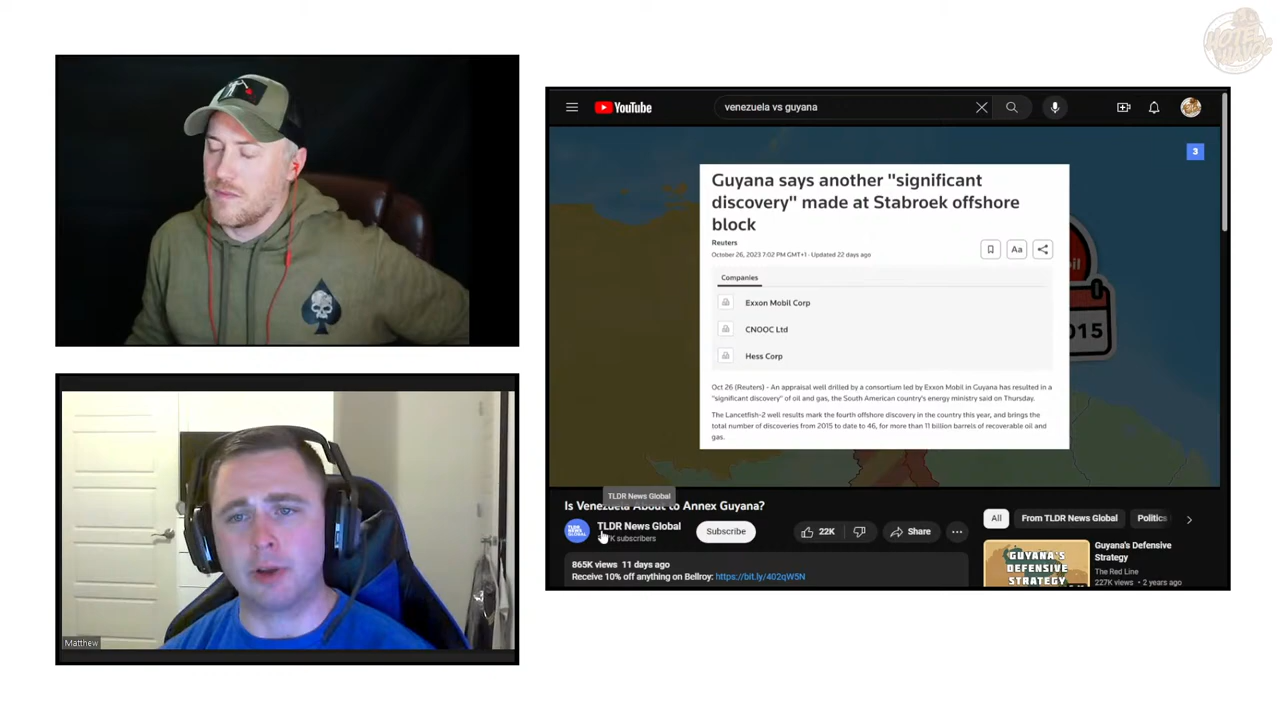 HOTEL
YouTube
venezuela vs guyana
3
Guyana says another "significant
discovery" made at Stabroek offshore
block
Reuters
October 26, 2023 7:02 PM GMT+1 · Updated 22 days ago
Aa
Companies
Exxon Mobil Corp
CNOOC Ltd
Hess Corp
Oct 26 (Reuters) - An appraisal well drilled by a consortium led by Exxon Mobil in Guyana has resulted in a
"significant discovery" of oil and gas, the South American country's energy ministry said on Thursday.
The Lancetfish-2 well results mark the fourth offshore discovery in the country this year, and brings the
total number of discoveries from 2015 to date to 46, for more than 11 billion barrels of recoverable oil and
gas.
TLDR News Global
Is Venezuela About to Annex Guyana?
TLDR
NEWS
GLOBAL
TLDR News Global
subscribers
Subscribe
22K
Share
All
From TLDR News Global
Politics
865K views 11 days ago
Receive 10% off anything on Bellroy: https://bit.ly/402qW5N
GUYANA'S
DEFENSIVE
STRATEGY
Guyana's Defensive
Strategy
The Red Line
227K views • 2 years ago
Matthew